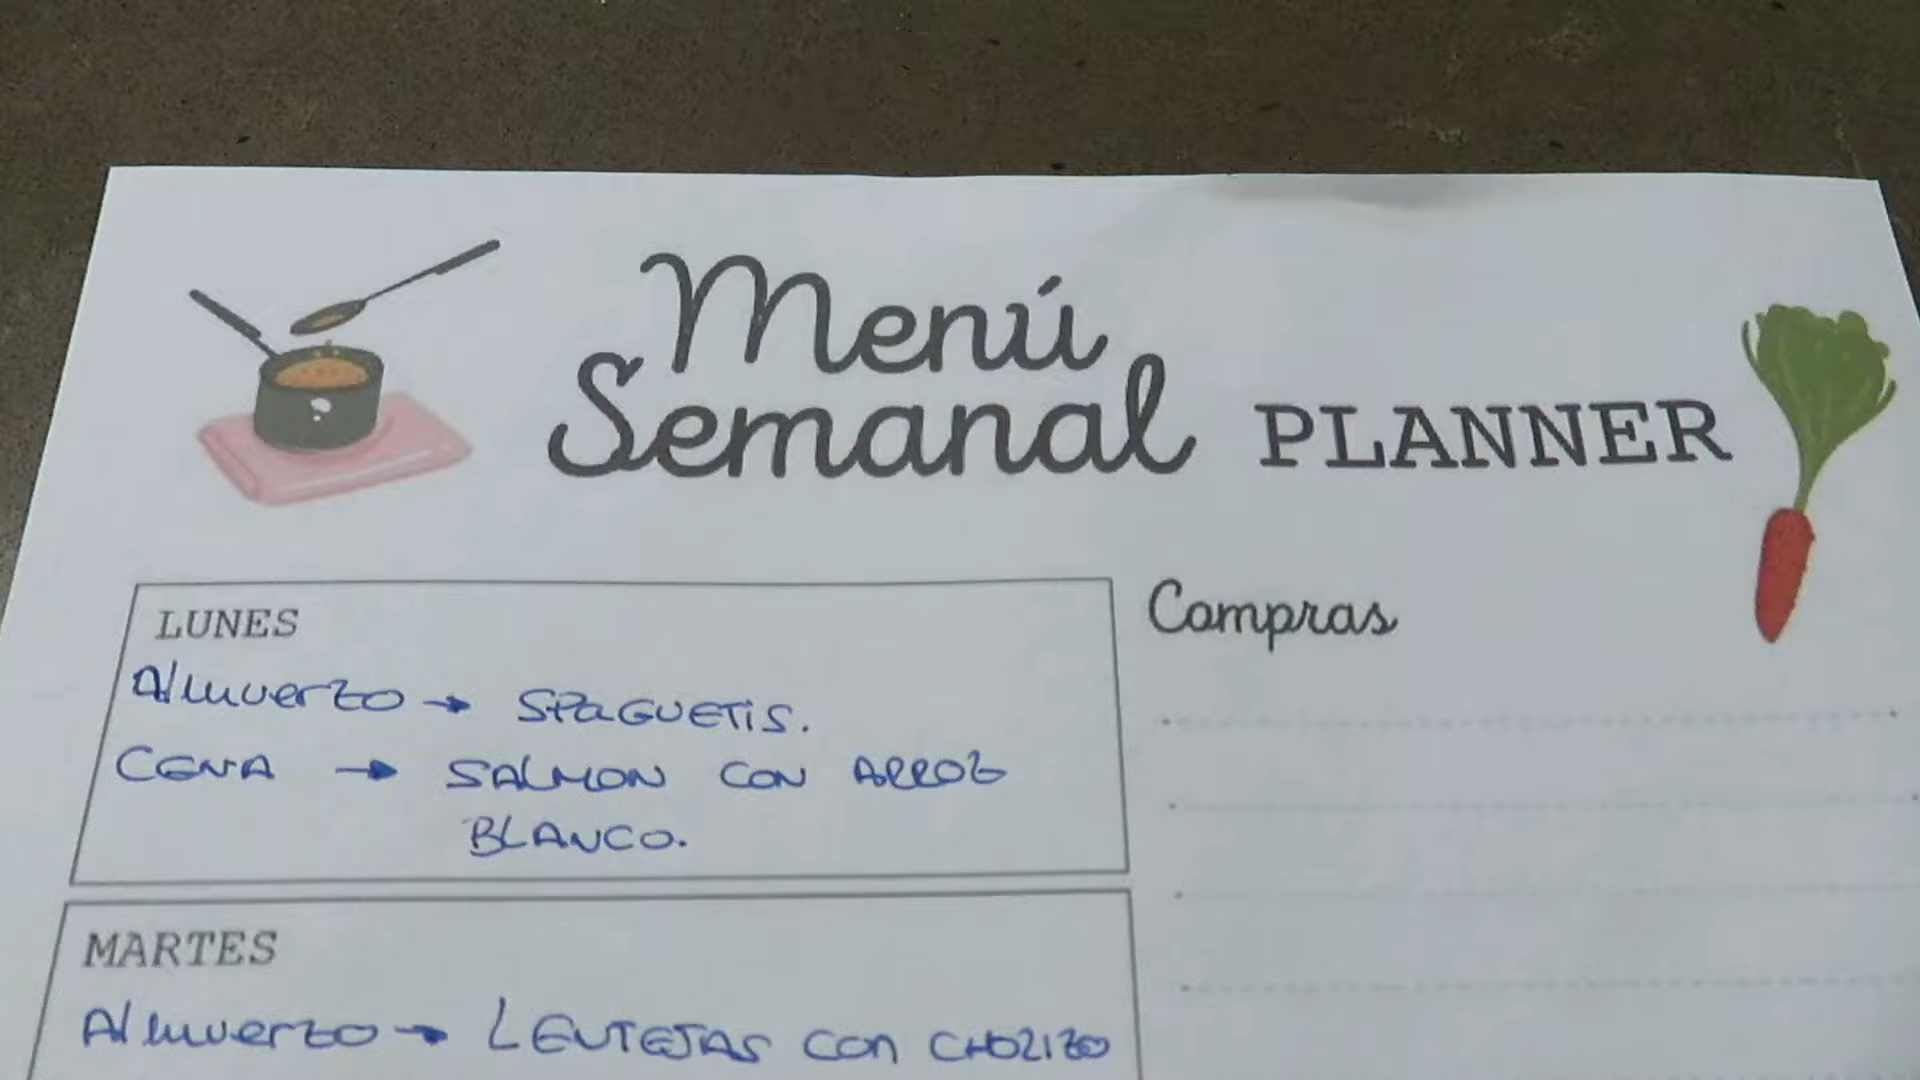 Menú
Semanal PLANNER
LUNES
Almuerzo → SPaGUETiS.
CENA → SALMON CON ARROZ
BLANCO.
Compras
MARTES
Almuerzo → LENTEJAS con CHORIZO